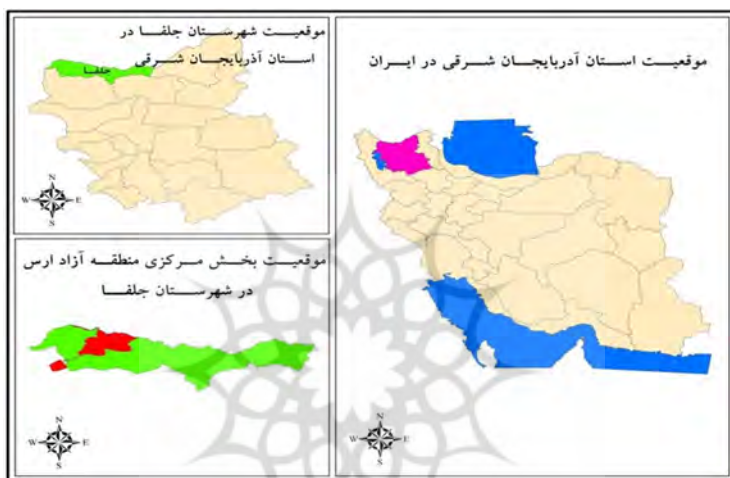 موقعیت شهرستان جلفا در
استان آذربایجان شرقی
جلفا
N
W E
S
موقعیت استان آدربایجان شرقی در ایران
موقعیت بخش مرکزی منطقه آزاد ارس
در شهرستان جلفا
N
W E
S
N
W E
S